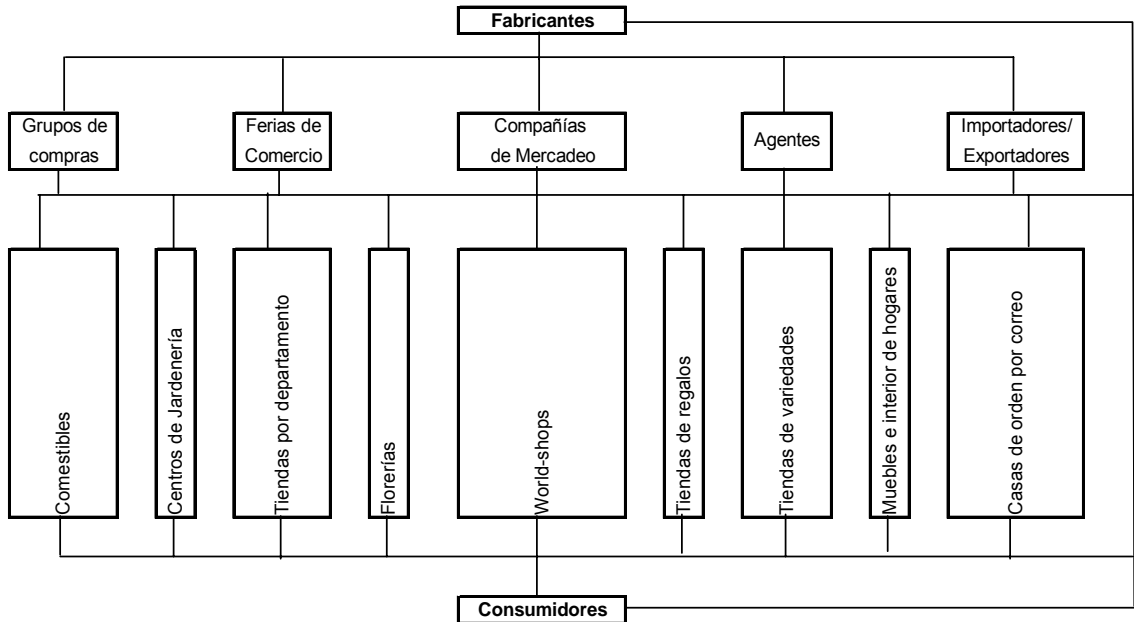 Fabricantes
Grupos de
compras
Ferias de
Comercio
Compañías
de Mercadeo
Agentes
Importadores/
Exportadores
Comestibles
Centros de Jardenería
Tiendas por departamento
Florerías
World-shops
Tiendas de regalos
Tiendas de variedades
Muebles e interior de hogares
Casas de orden por correo
Consumidores